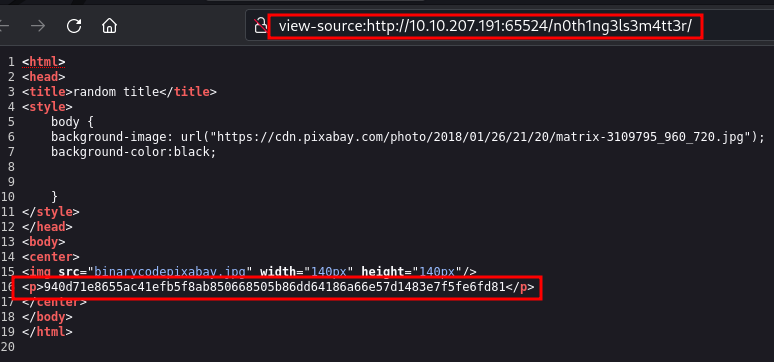 view-source:http://10.10.207.191:65524/n0th1ng3ls3m4tt3r/
1 <html>
2 <head>
3 <title>random title</title>
4 <style>
5 body {
6 background-image: url("https://cdn.pixabay.com/photo/2018/01/26/21/20/matrix-3109795_960_720.jpg");
7 background-color:black;
8
9
10 }
11 </style>
12 </head>
13 <body>
14 <center>
15 <img src="binarycodepixabay.jpg" width="140px" height="140px"/>
16 <p>940d71e8655ac41efb5f8ab850668505b86dd64186a66e57d1483e7f5fe6fd81</p>
17 </center>
18 </body>
19 </html>
20